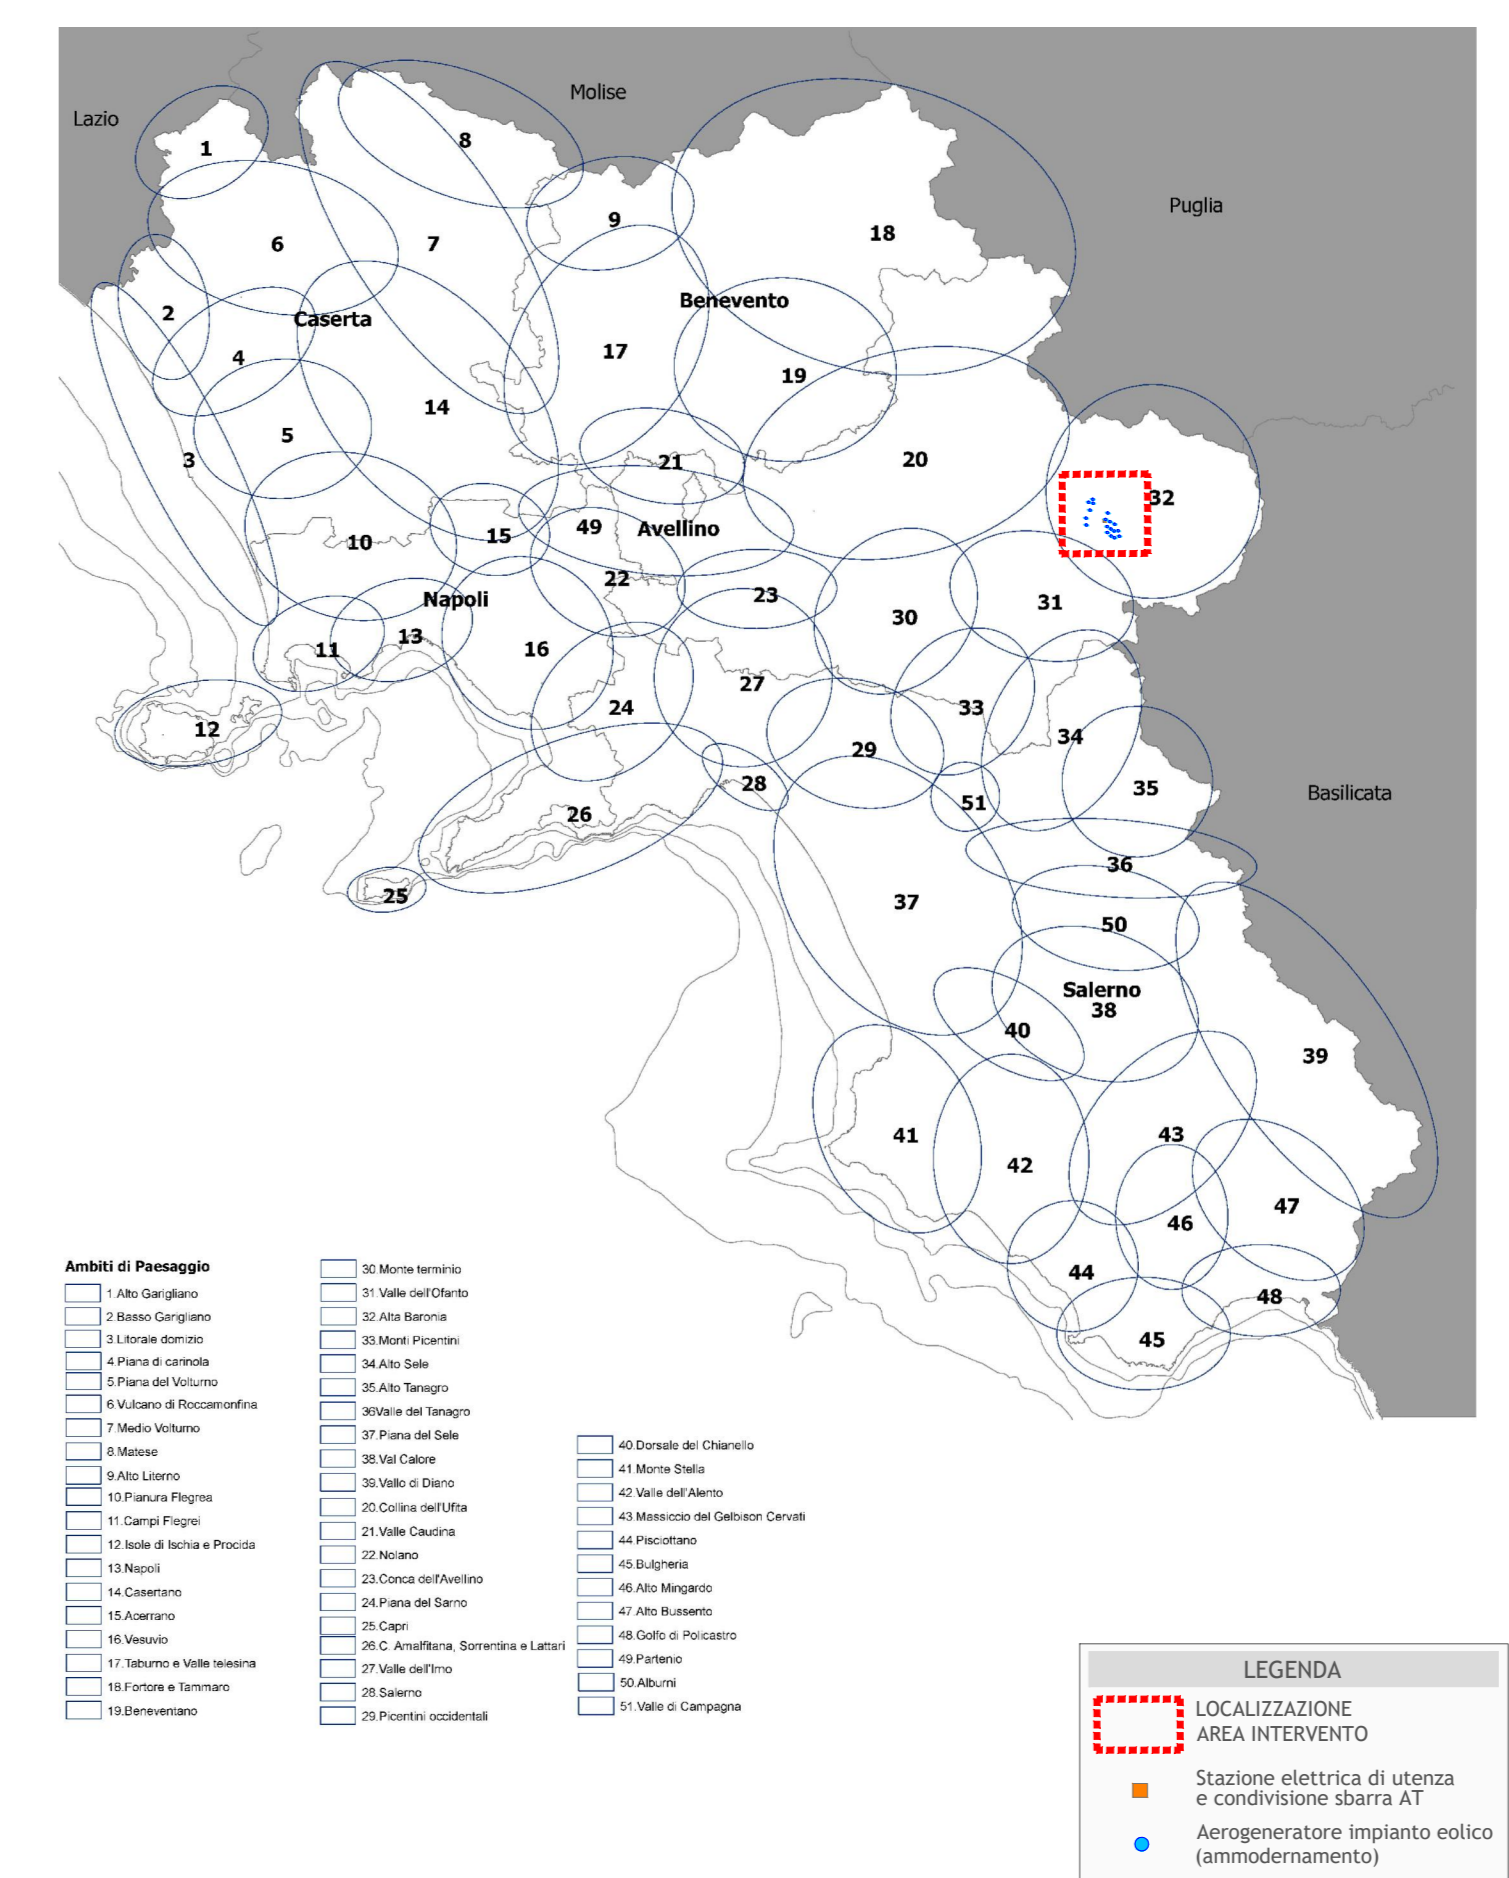 Molise
Lazio
8
1
Puglia
9
18
6
7
Benevento
2
Caserta
17
4
19
14
5
3
21
20
32
49
Avellino
15
10
22
23
Napoli
31
30
13
11
16
27
24
33
12
34
29
28
35
51
Basilicata
26
36
25
37
50
Salerno
38
40
39
41
43
42
47
46
44
48
45
Ambiti di Paesaggio
1.Alto Garigliano
2.Basso Garigliano
3.Litorale domizio
4.Piana di carinola
5.Piana del Volturno
6.Vulcano di Roccamonfina
7.Medio Volturno
8.Matese
9.Alto Literno
10.Pianura Flegrea
11.Campi Flegrei
12.Isole di Ischia e Procida
13.Napoli
14.Casertano
15.Acerrano
16.Vesuvio
17.Taburno e Valle telesina
18.Fortore e Tammaro
19.Beneventano
30.Monte terminio
31.Valle dell'Ofanto
32.Alta Baronia
33.Monti Picentini
34.Alto Sele
35.Alto Tanagro
36Valle del Tanagro
37.Piana del Sele
38.Val Calore
39.Vallo di Diano
20.Collina dell'Ufita
21.Valle Caudina
22.Nolano
23.Conca dell'Avellino
24.Piana del Sarno
25.Capri
26.C. Amalfitana, Sorrentina e Lattari
27.Valle dell'Irno
28.Salerno
29.Picentini occidentali
40.Dorsale del Chianello
41.Monte Stella
42.Valle dell'Alento
43.Massiccio del Gelbison Cervati
44.Pisciottano
45.Bulgheria
46.Alto Mingardo
47.Alto Bussento
48.Golfo di Policastro
49.Partenio
50.Alburni
51.Valle di Campagna
LEGENDA
LOCALIZZAZIONE
AREA INTERVENTO
Stazione elettrica di utenza
e condivisione sbarra AT
Aerogeneratore impianto eolico
(ammodernamento)